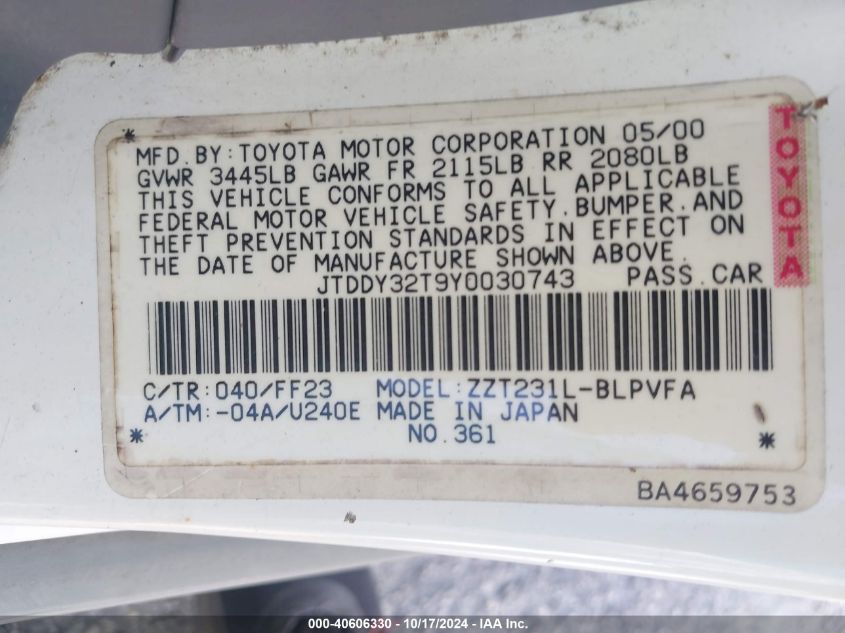 MFD. BY: TOYOTA MOTOR CORPORATION 05/00
GVWR 3445LB GAWR FR 2115LB RR 2080LB
THIS VEHICLE CONFORMS TO ALL APPLICABLE
FEDERAL MOTOR VEHICLE SAFETY. BUMPER. AND
THEFT PREVENTION STANDARDS IN EFFECT ON
THE DATE OF MANUFACTURE SHOWN ABOVE.
JTDDY32T9Y0030743 PASS. CAR
C/TR: 040/FF23 MODEL: ZZT231L-BLPVFA
A/TM: -04A/U240E MADE IN JAPAN
* NO. 361 *
BA4659753
TOYOTA
000-40606330 - 10/17/2024 - IAA Inc.